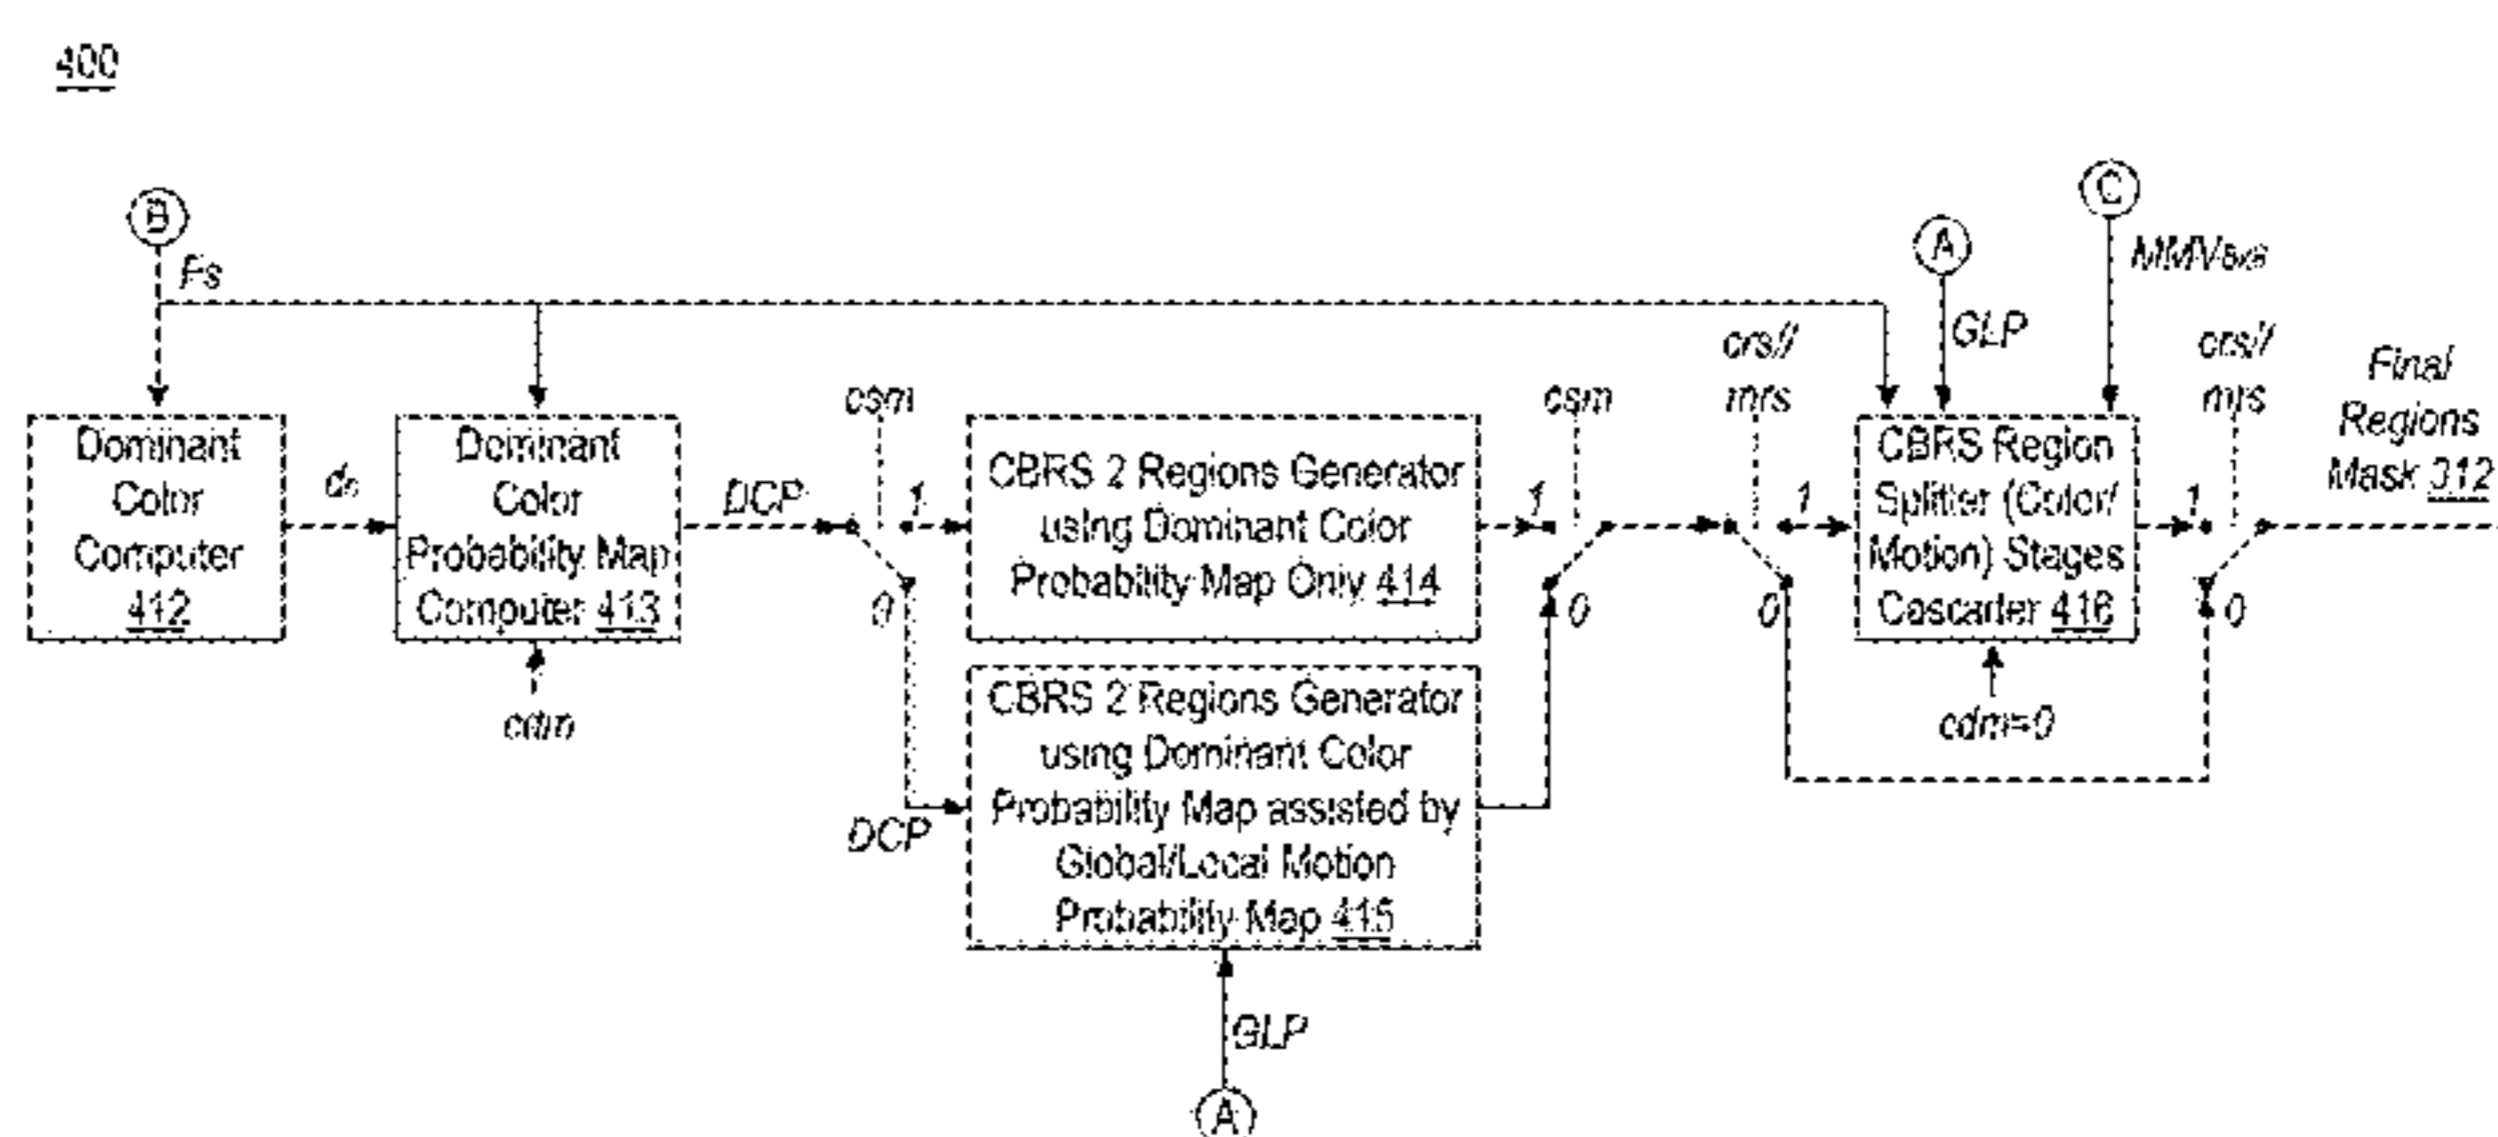 400
B
Fs
C
MMV8x8
A
GLP
Dominant
Color
Computer
412
dc
Dominant
Color
Probability Map
Computer 413
cdm
DCP
csm
1
0
CBRS 2 Regions Generator
using Dominant Color
Probability Map Only 414
DCP
CBRS 2 Regions Generator
using Dominant Color
Probability Map assisted by
Global/Local Motion
Probability Map 415
GLP
A
csm
1
0
crs//
mrs
1
0
CBRS Region
Splitter (Color/
Motion) Stages
Cascader 416
cdm=0
crs//
mrs
1
0
Final
Regions
Mask 312